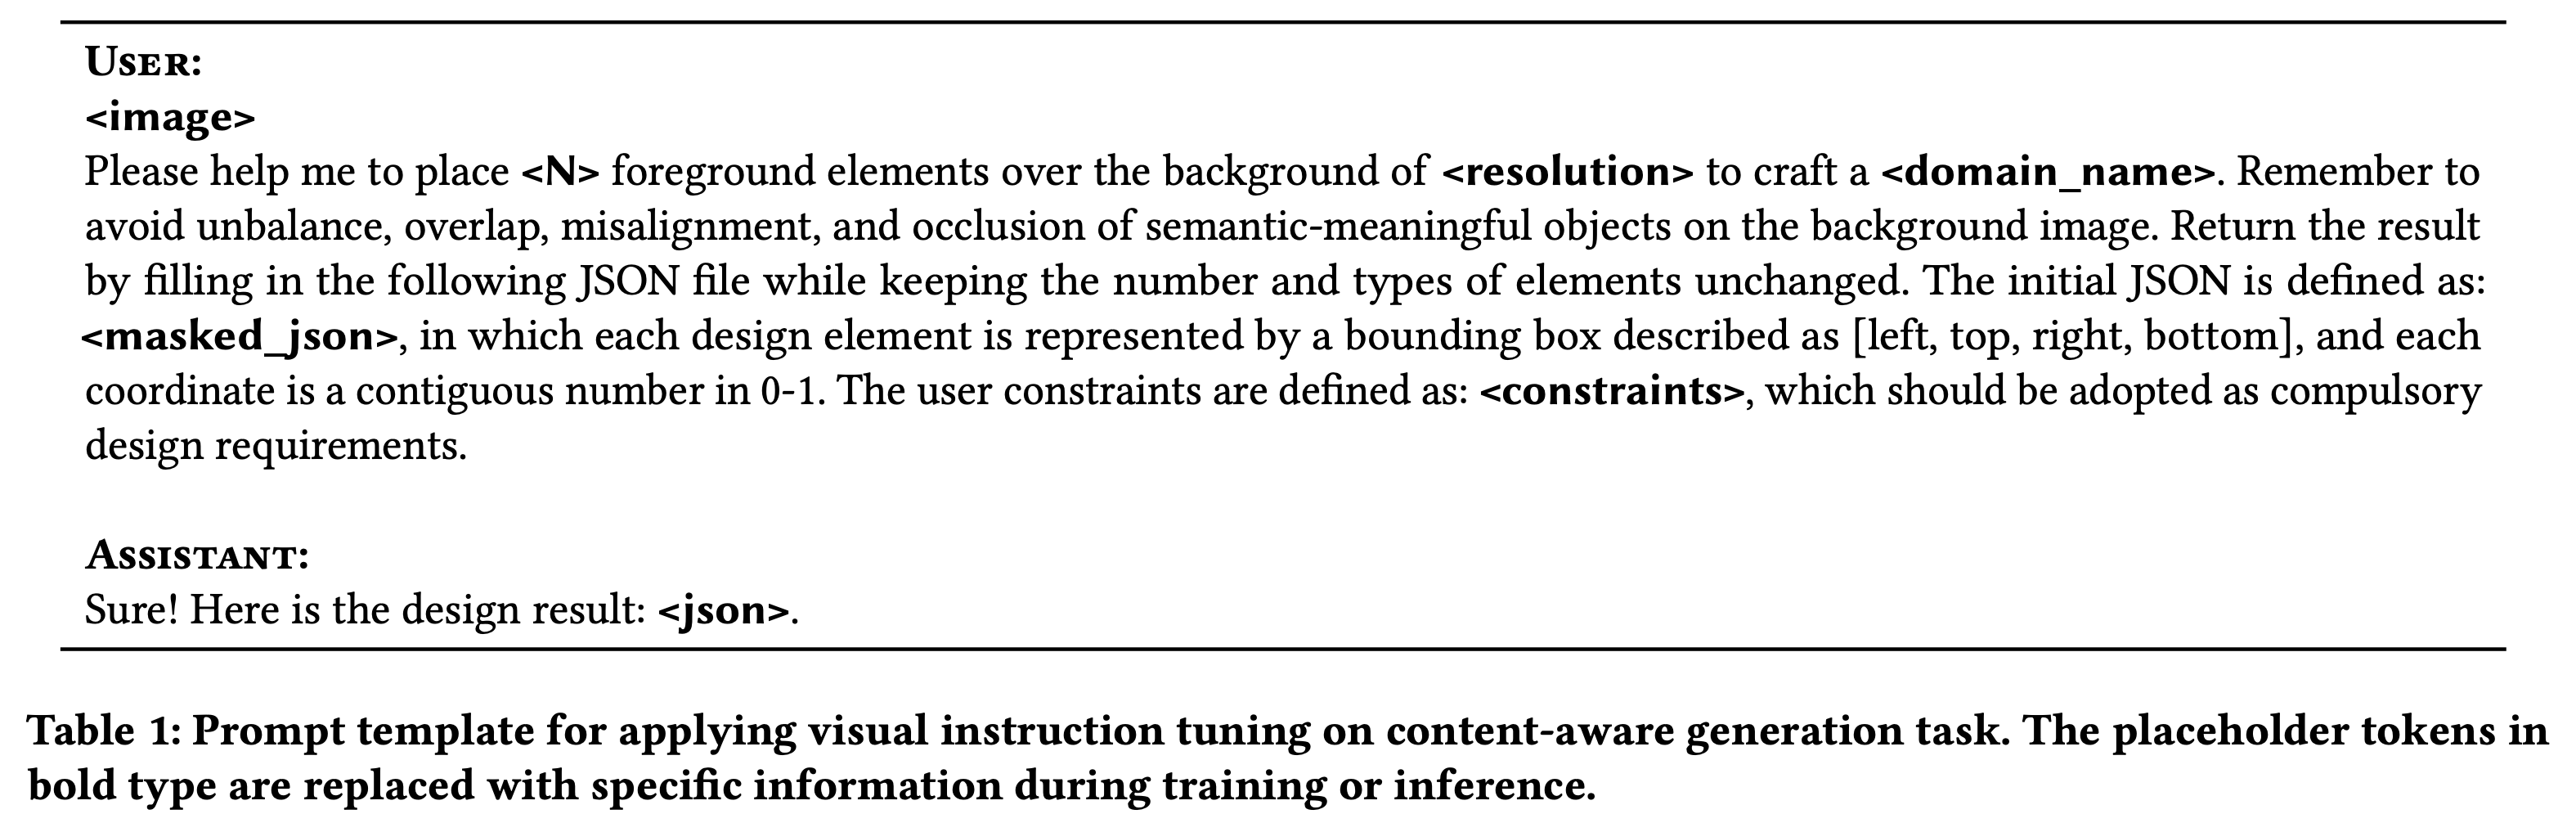 USER:
<image>
Please help me to place <N> foreground elements over the background of <resolution> to craft a <domain_name>. Remember to
avoid unbalance, overlap, misalignment, and occlusion of semantic-meaningful objects on the background image. Return the result
by filling in the following JSON file while keeping the number and types of elements unchanged. The initial JSON is defined as:
<masked_json>, in which each design element is represented by a bounding box described as [left, top, right, bottom], and each
coordinate is a contiguous number in 0-1. The user constraints are defined as: <constraints>, which should be adopted as compulsory
design requirements.
ASSISTANT:
Sure! Here is the design result: <json>.
Table 1: Prompt template for applying visual instruction tuning on content-aware generation task. The placeholder tokens in
bold type are replaced with specific information during training or inference.